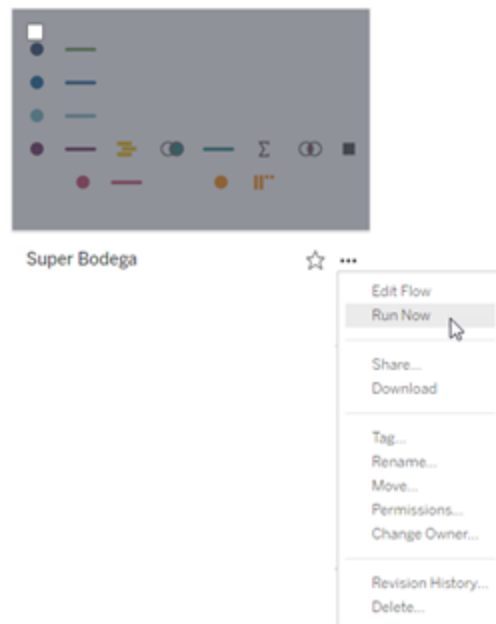 Super Bodega
Edit Flow
Run Now
Share...
Download
Tag...
Rename...
Move...
Permissions...
Change Owner...
Revision History...
Delete...